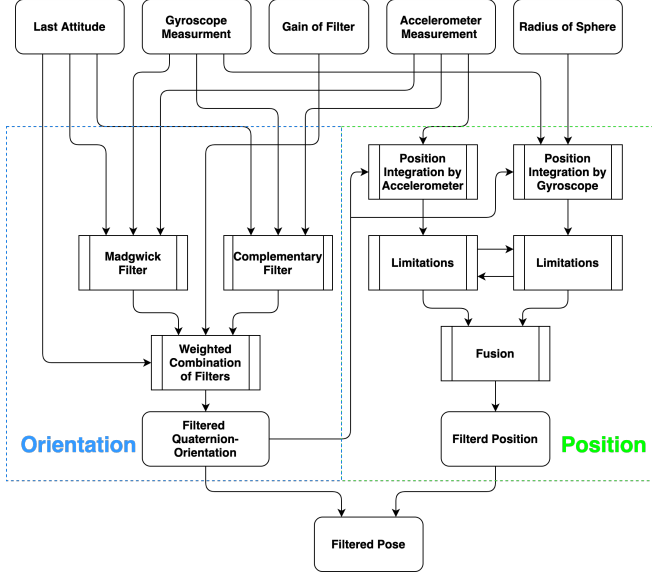 Last Attitude
Gyroscope
Measurment
Gain of Filter
Accelerometer
Measurement
Radius of Sphere
Position
Integration by
Accelerometer
Position
Integration by
Gyroscope
Madgwick
Filter
Complementary
Filter
Limitations
Limitations
Weighted
Combination
of Filters
Fusion
Orientation
Filtered
Quaternion-
Orientation
Filterd Position
Position
Filtered Pose